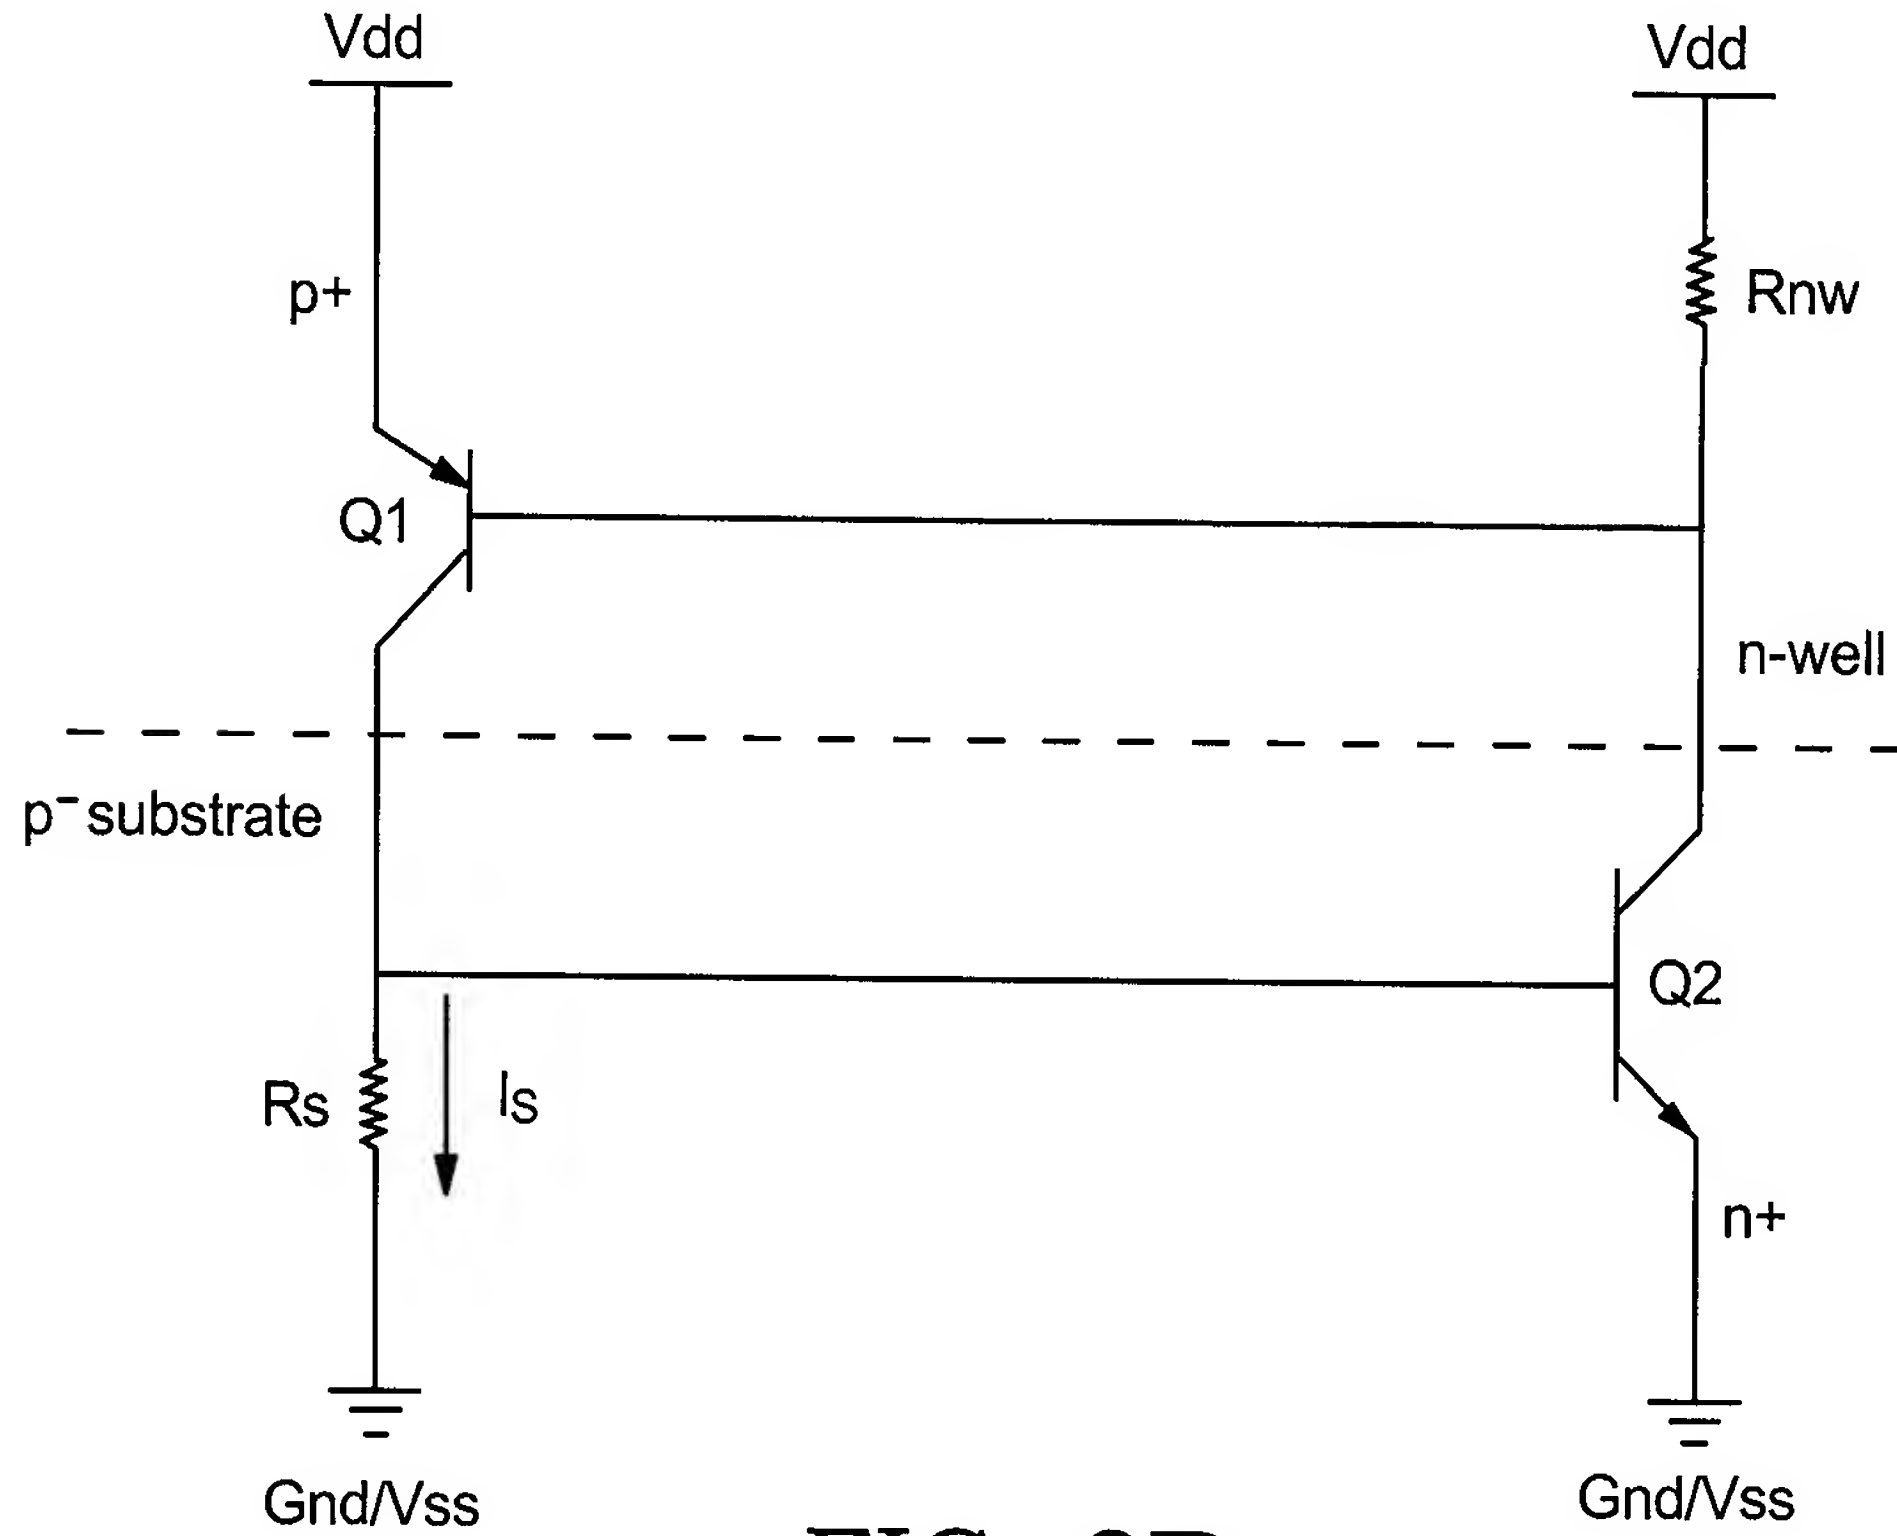 Vdd
Vdd
p+
Rnw
Q1
n-well
p⁻ substrate
Q2
Rs
Is
n+
Gnd/Vss
Gnd/Vss